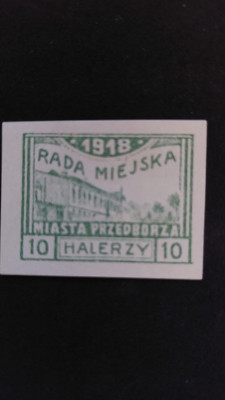 1918
RADA MIEJSKA
MIASTA PRZEDBORZA
10 HALERZY 10